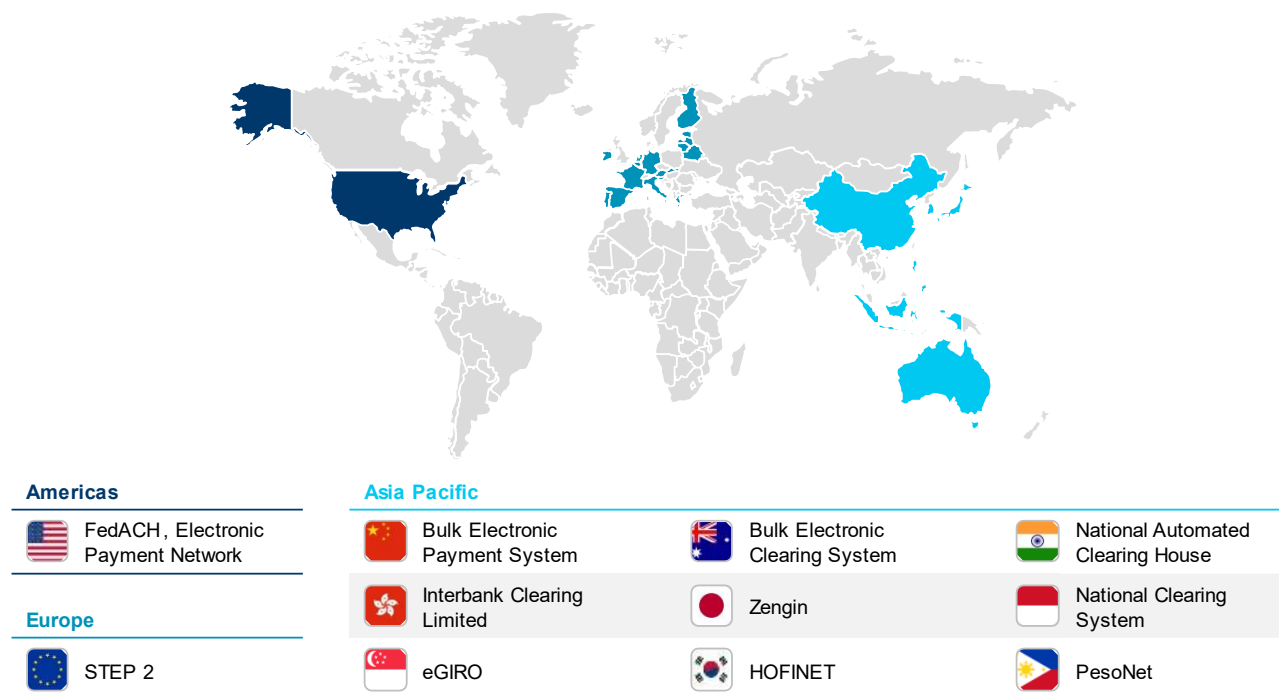 Americas
FedACH, Electronic
Payment Network
Europe
STEP 2
Asia Pacific
Bulk Electronic
Payment System
Bulk Electronic
Clearing System
National Automated
Clearing House
Interbank Clearing
Limited
Zengin
National Clearing
System
eGIRO
HOFINET
PesoNet